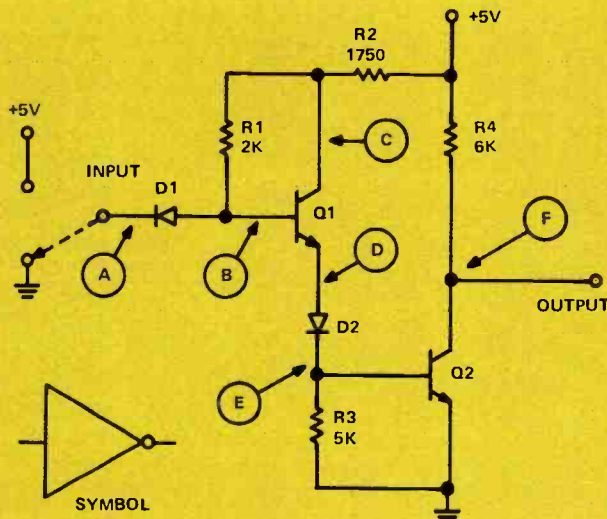 +5V
R2
1750
+5V
R1
2K
C
R4
6K
INPUT
D1
Q1
F
A
B
D
OUTPUT
D2
E
Q2
R3
5K
SYMBOL